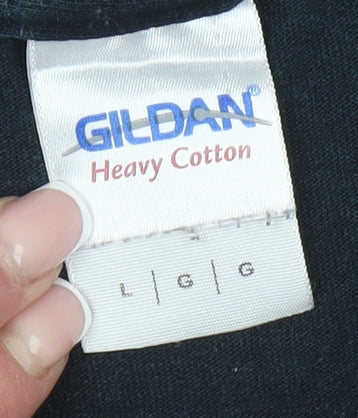 GILDAN®
Heavy Cotton
L | G | G